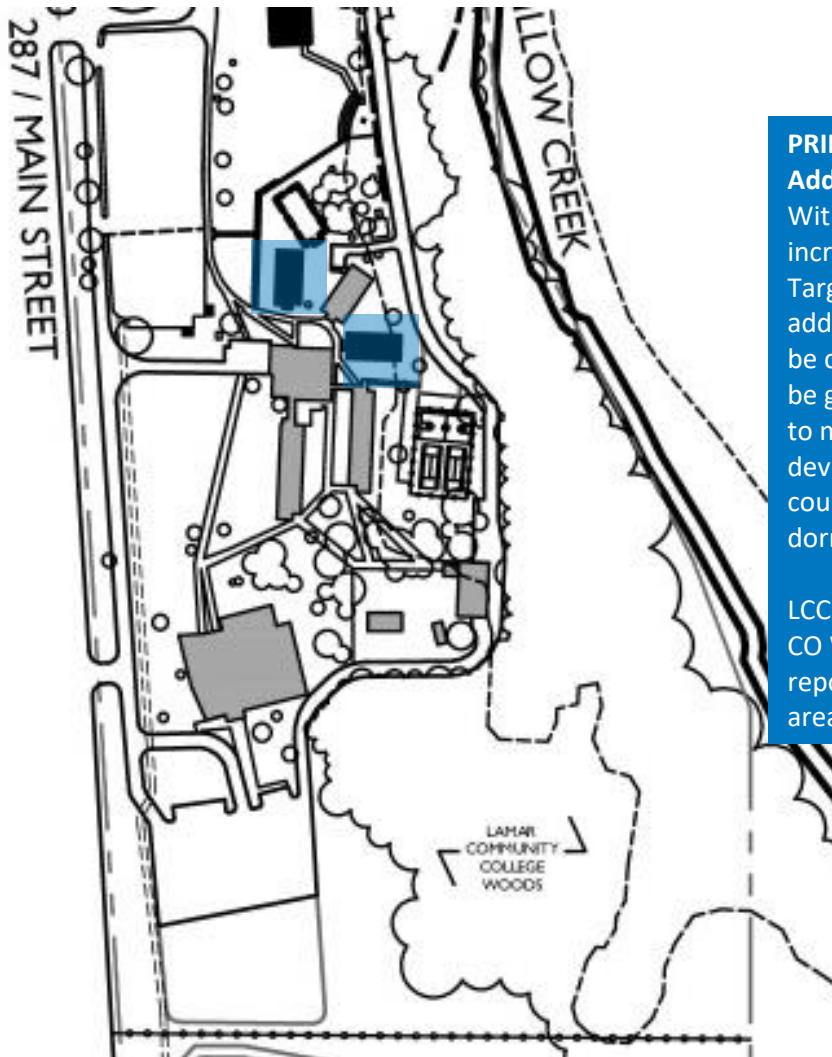 287 / MAIN STREET
LLOW CREEK
PRI
Add
Wit
incr
Targ
add
be
be g
to
dev
cou
dor
LCC
CO
repo
area
LAMAR
COMMUNITY
COLLEGE
WOODS